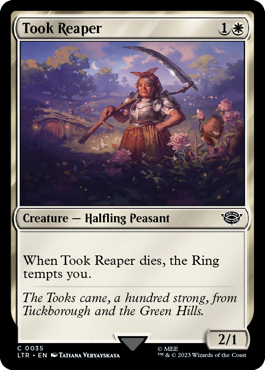 Took Reaper 1
Creature — Halfling Peasant
When Took Reaper dies, the Ring
tempts you.
The Tooks came, a hundred strong, from
Tuckborough and the Green Hills.
2/1
C 0035
LTR • EN Tatiana Veryayskaya
© MEE
™ & © 2023 Wizards of the Coast